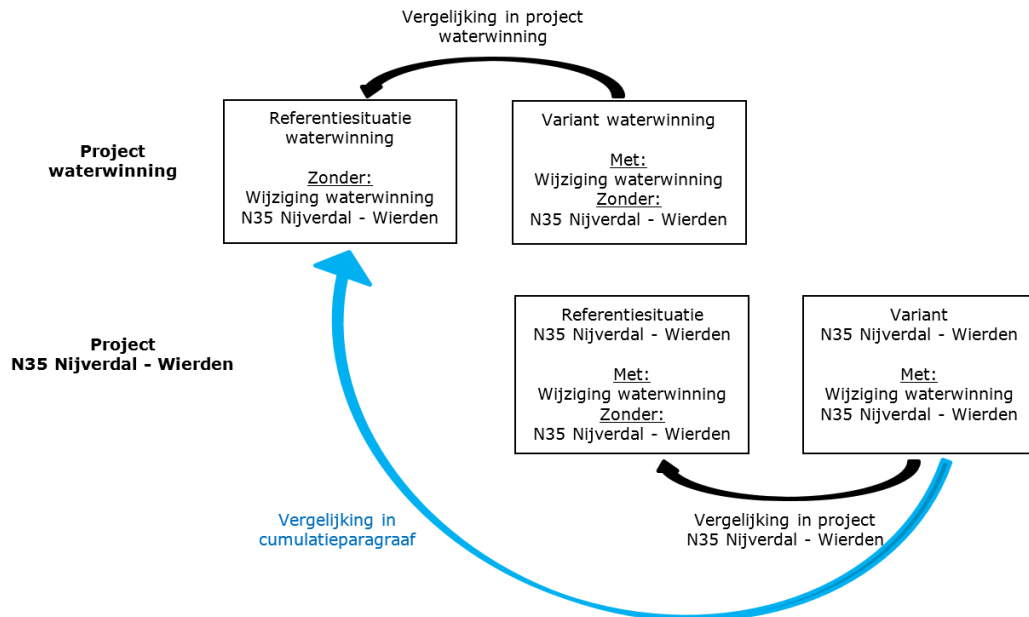 Vergelijking in project
waterwinning
Project
waterwinning
Referentiesituatie
waterwinning
Zonder:
Wijziging waterwinning
N35 Nijverdal - Wierden
Variant waterwinning
Met:
Wijziging waterwinning
Zonder:
N35 Nijverdal - Wierden
Project
N35 Nijverdal - Wierden
Referentiesituatie
N35 Nijverdal - Wierden
Met:
Wijziging waterwinning
Zonder:
N35 Nijverdal - Wierden
Variant
N35 Nijverdal - Wierden
Met:
Wijziging waterwinning
N35 Nijverdal - Wierden
Vergelijking in
cumulatieparagraaf
Vergelijking in project
N35 Nijverdal - Wierden